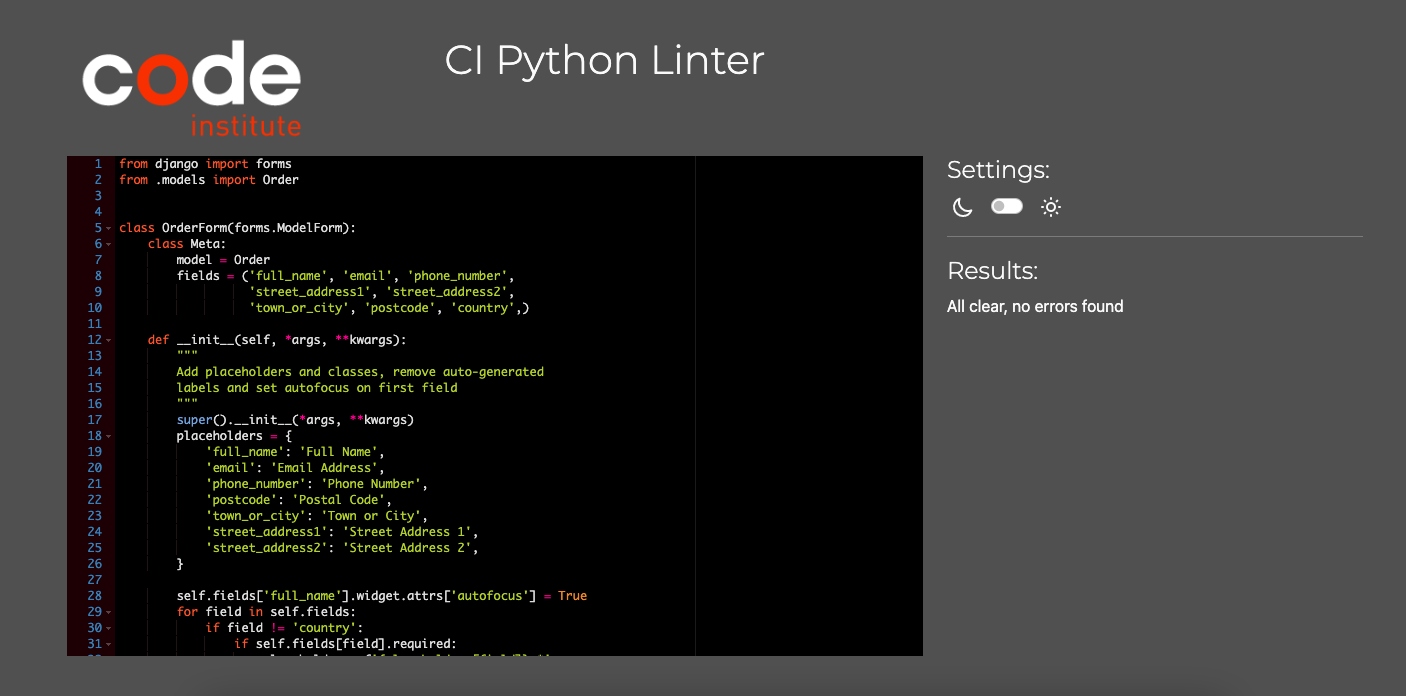 code
institute
CI Python Linter
1 from django import forms
2 from .models import Order
3
4
5 class OrderForm(forms.ModelForm):
6     class Meta:
7         model = Order
8         fields = ('full_name', 'email', 'phone_number',
9                   'street_address1', 'street_address2',
10                   'town_or_city', 'postcode', 'country',)
11
12     def __init__(self, *args, **kwargs):
13         """
14         Add placeholders and classes, remove auto-generated
15         labels and set autofocus on first field
16         """
17         super().__init__(*args, **kwargs)
18         placeholders = {
19             'full_name': 'Full Name',
20             'email': 'Email Address',
21             'phone_number': 'Phone Number',
22             'postcode': 'Postal Code',
23             'town_or_city': 'Town or City',
24             'street_address1': 'Street Address 1',
25             'street_address2': 'Street Address 2',
26         }
27
28         self.fields['full_name'].widget.attrs['autofocus'] = True
29         for field in self.fields:
30             if field != 'country':
31                 if self.fields[field].required:
Settings:
Results:
All clear, no errors found